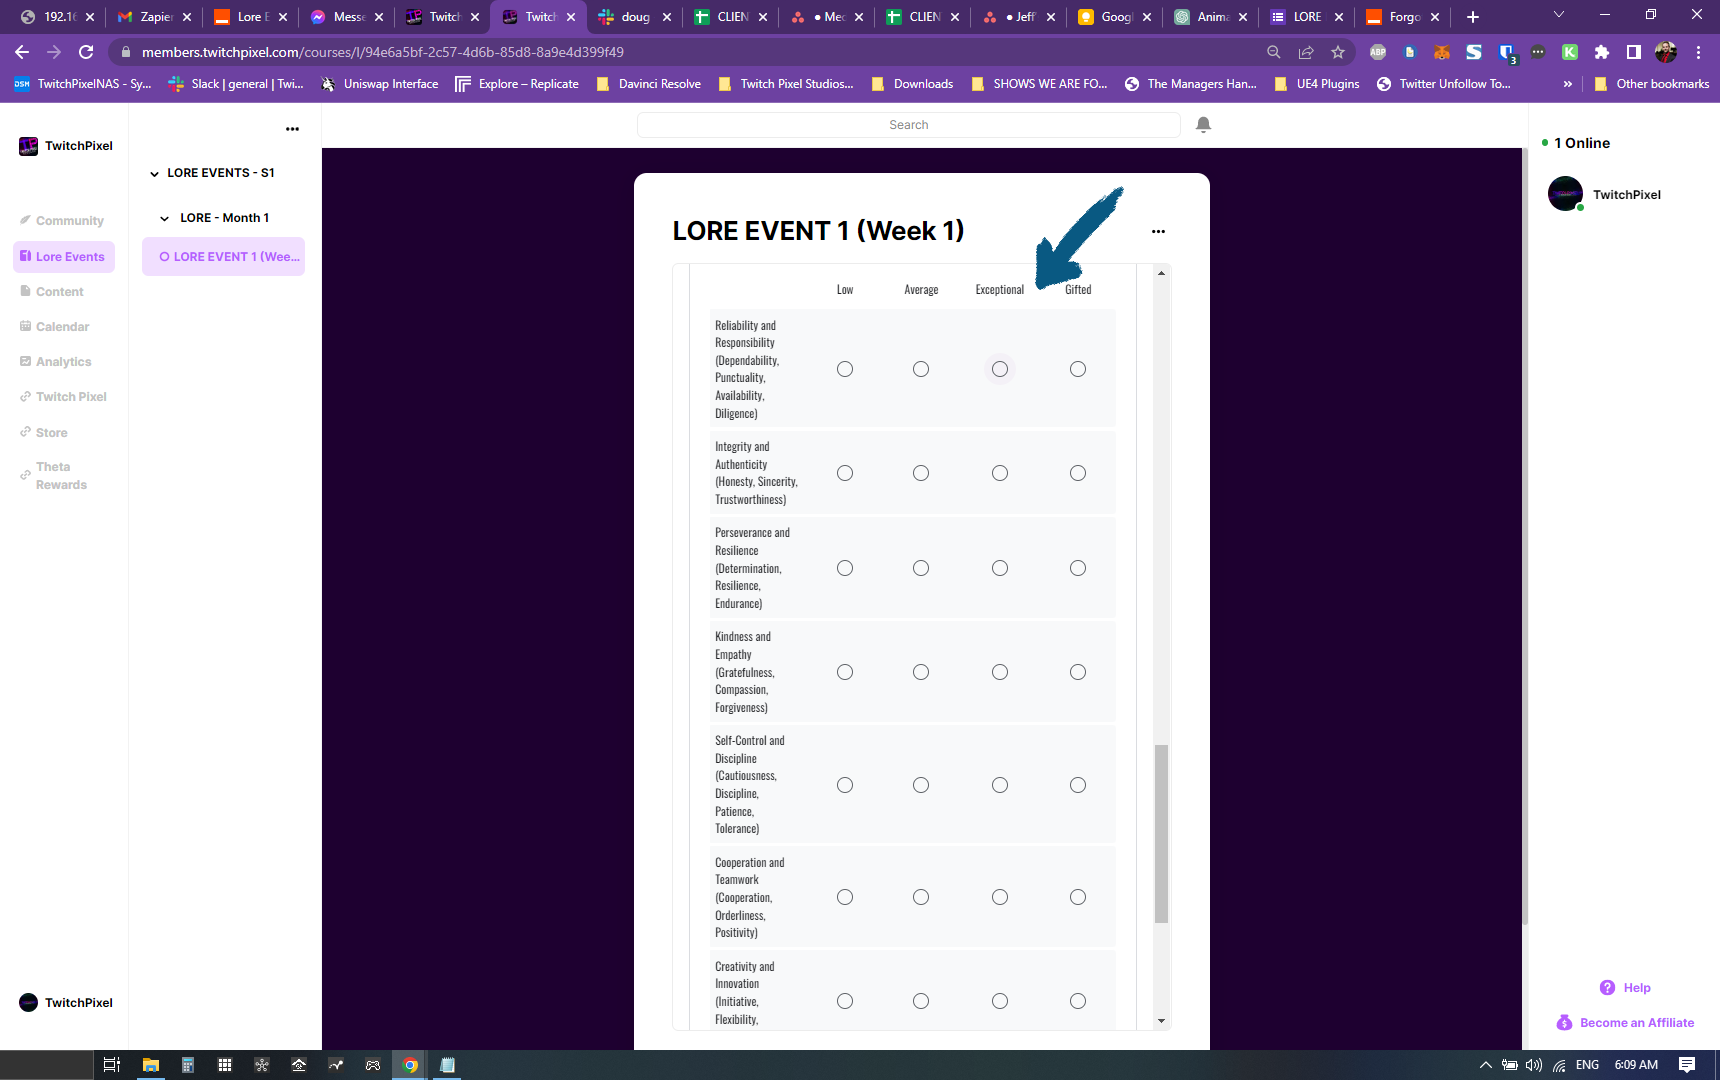 192.16
Zapier
Lore E
Messe
Twitch
Twitch
doug
CLIEN
• Mec
CLIEN
• Jeff
Googl
Anima
LORE
Forgo
members.twitchpixel.com/courses/l/94e6a5bf-2c57-4d6b-85d8-8a9e4d399f49
ABP
3
DSM
TwitchPixelNAS - Sy...
Slack | general | Twi...
Uniswap Interface
Explore – Replicate
Davinci Resolve
Twitch Pixel Studios...
Downloads
SHOWS WE ARE FO...
The Managers Han...
UE4 Plugins
Twitter Unfollow To...
»
Other bookmarks
TwitchPixel
Community
Lore Events
Content
Calendar
Analytics
Twitch Pixel
Store
Theta
Rewards
TwitchPixel
LORE EVENTS - S1
LORE - Month 1
LORE EVENT 1 (Wee...
Search
LORE EVENT 1 (Week 1)
Low Average Exceptional Gifted
Reliability and
Responsibility
(Dependability,
Punctuality,
Availability,
Diligence)
Integrity and
Authenticity
(Honesty, Sincerity,
Trustworthiness)
Perseverance and
Resilience
(Determination,
Resilience,
Endurance)
Kindness and
Empathy
(Gratefulness,
Compassion,
Forgiveness)
Self-Control and
Discipline
(Cautiousness,
Discipline,
Patience,
Tolerance)
Cooperation and
Teamwork
(Cooperation,
Orderliness,
Positivity)
Creativity and
Innovation
(Initiative,
Flexibility,
1 Online
TwitchPixel
Help
Become an Affiliate
ENG
6:09 AM